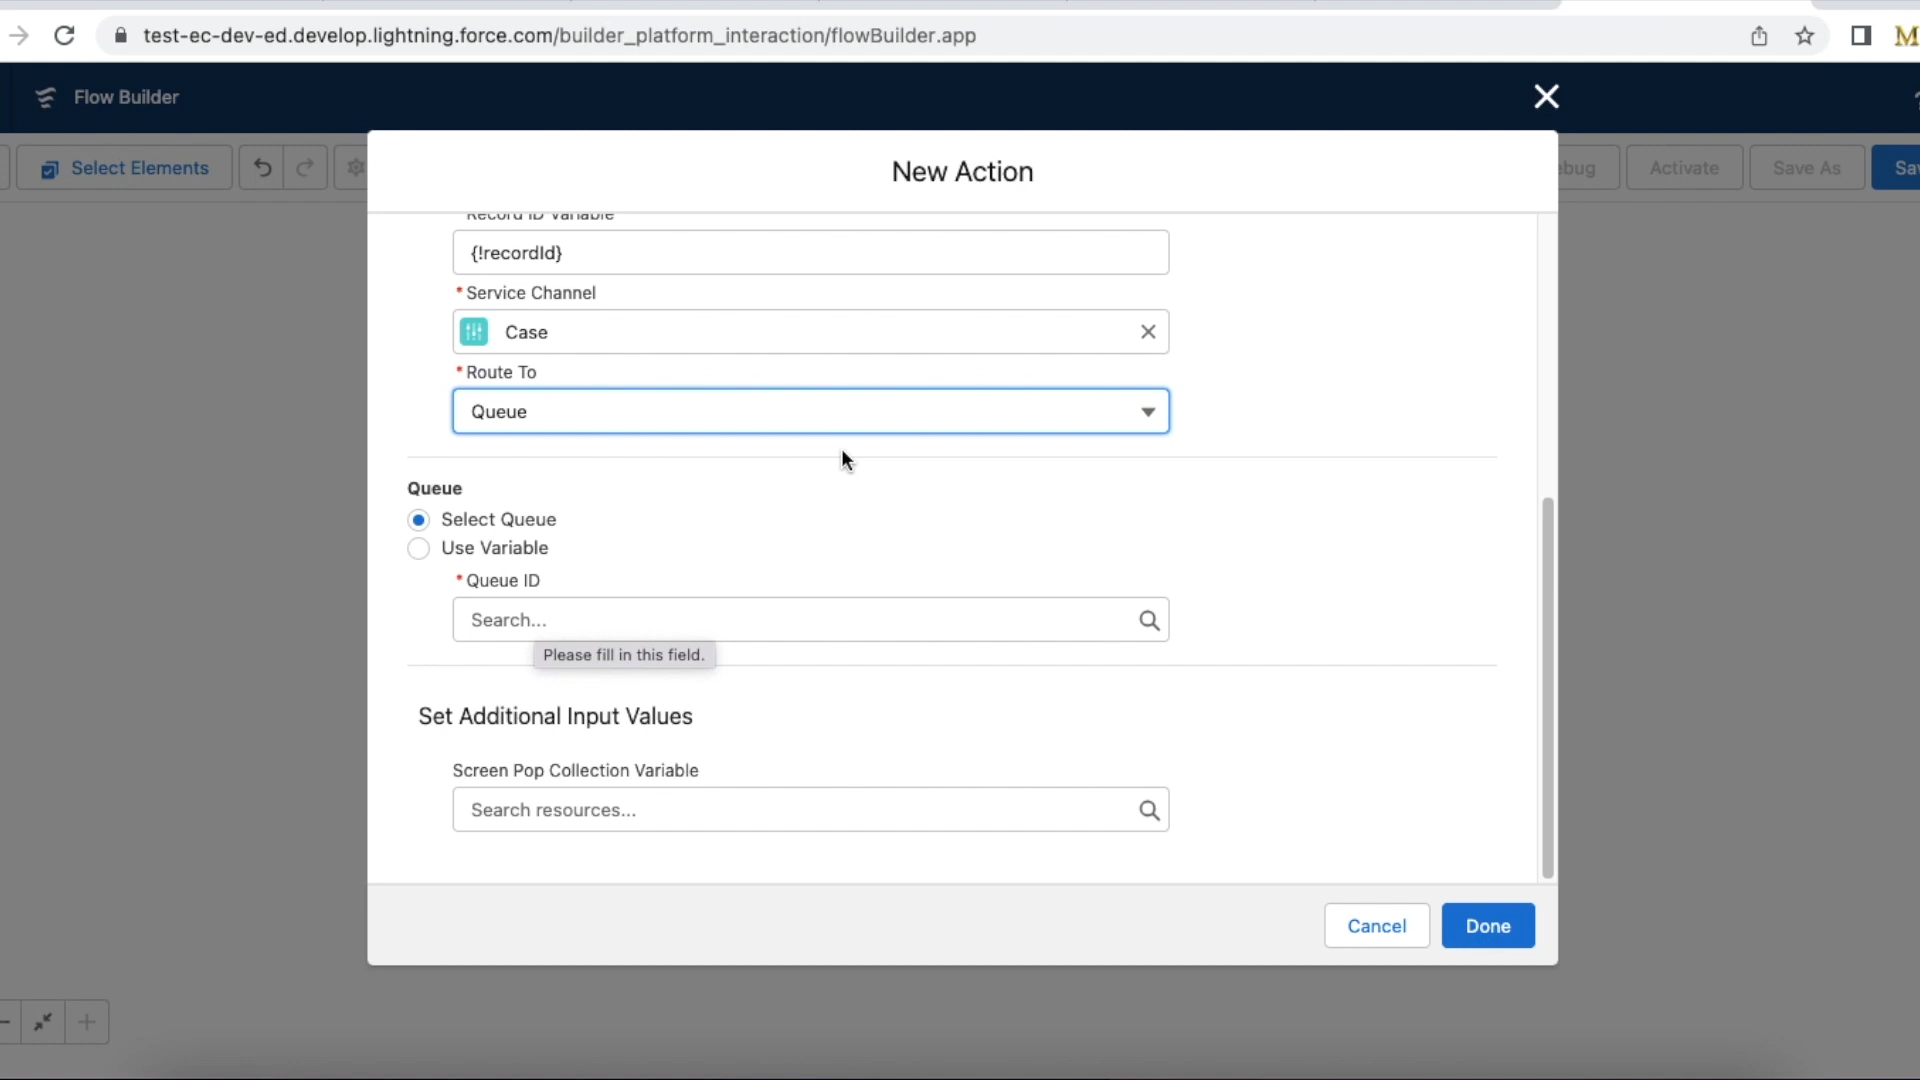 test-ec-dev-ed.develop.lightning.force.com/builder_platform_interaction/flowBuilder.app
M
Flow Builder
Select Elements
Activate
Save As
New Action
Record ID Variable
{!recordId}
* Service Channel
Case
* Route To
Queue
Queue
Select Queue
Use Variable
* Queue ID
Search...
Please fill in this field.
Set Additional Input Values
Screen Pop Collection Variable
Search resources...
Cancel
Done